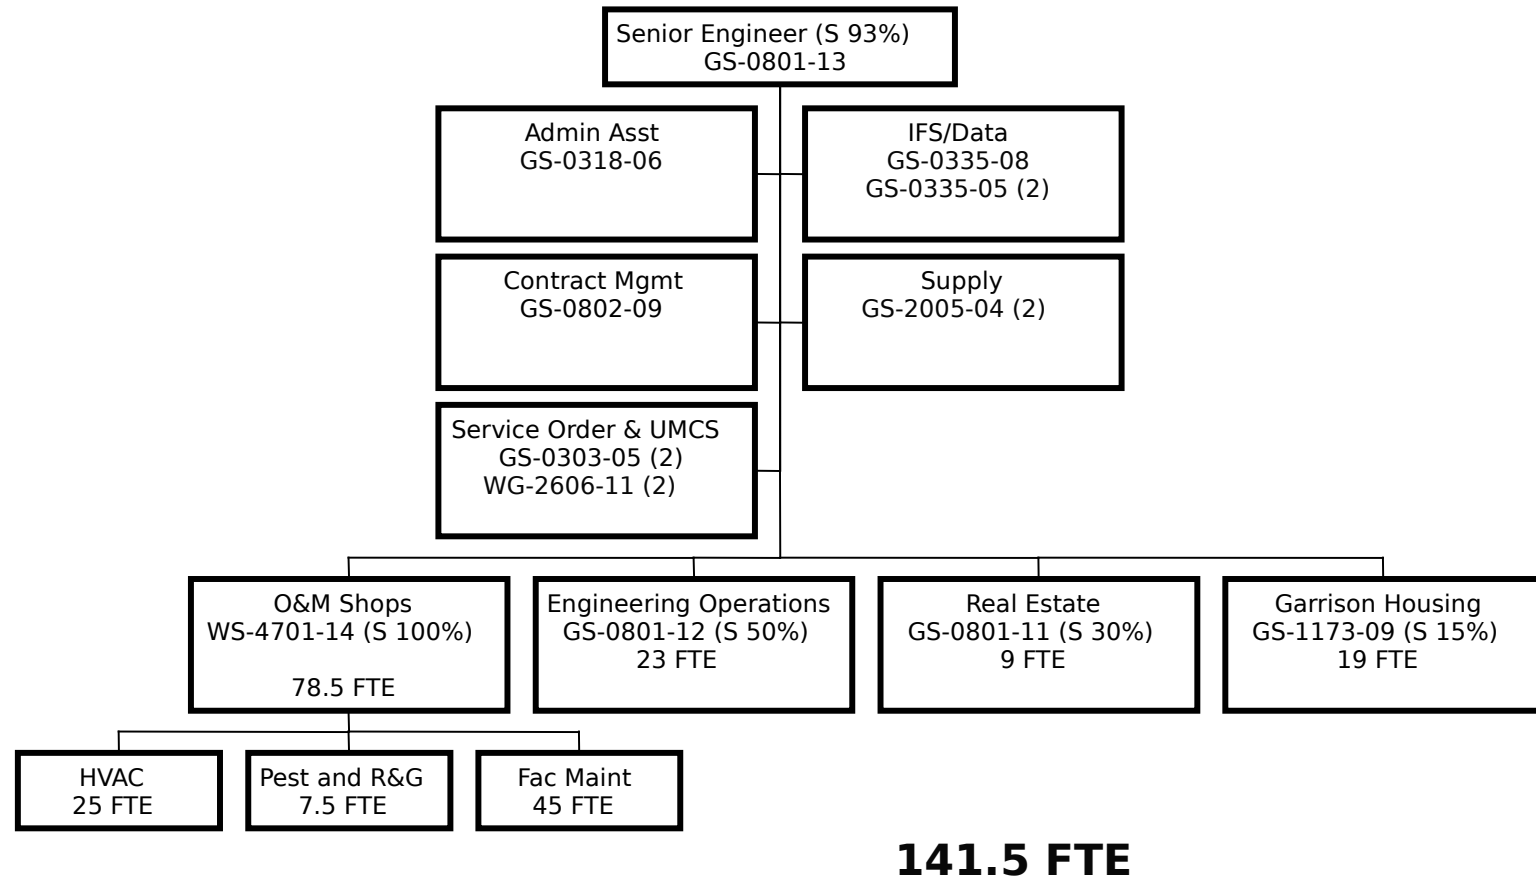 Senior Engineer (S 93%)
GS-0801-13
Admin Asst
GS-0318-06
IFS/Data
GS-0335-08
GS-0335-05 (2)
Contract Mgmt
GS-0802-09
Supply
GS-2005-04 (2)
Service Order & UMCS
GS-0303-05 (2)
WG-2606-11 (2)
O&M Shops
WS-4701-14 (S 100%)
78.5 FTE
Engineering Operations
GS-0801-12 (S 50%)
23 FTE
Real Estate
GS-0801-11 (S 30%)
9 FTE
Garrison Housing
GS-1173-09 (S 15%)
19 FTE
HVAC
25 FTE
Pest and R&G
7.5 FTE
Fac Maint
45 FTE
141.5 FTE